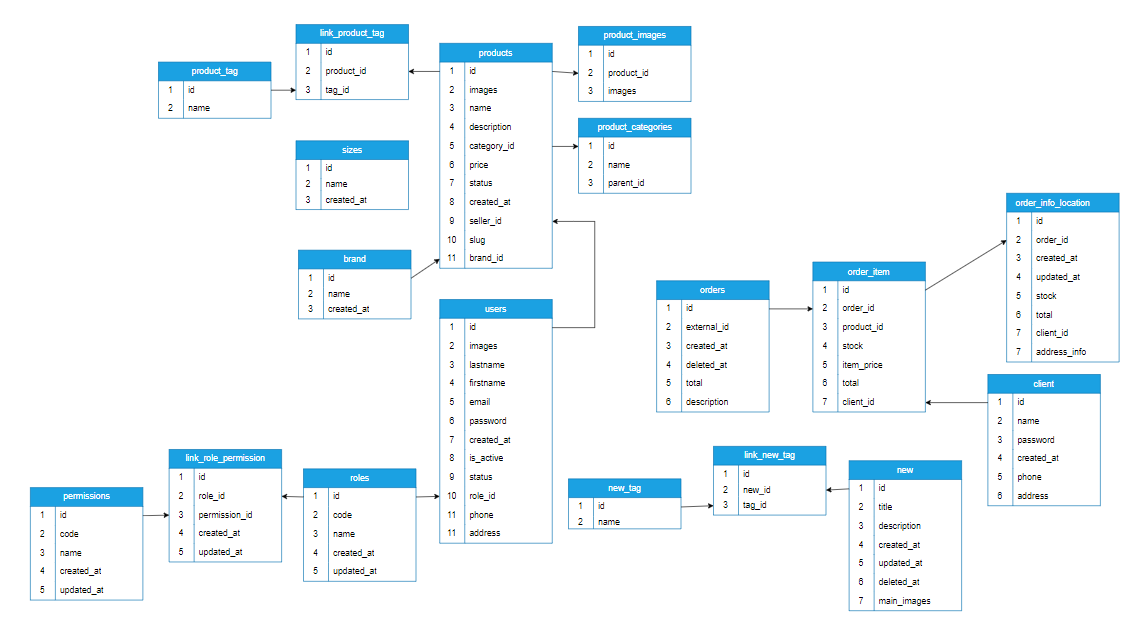 link_product_tag
1 id
2 product_id
3 tag_id
product_images
1 id
2 product_id
3 images
products
1 id
2 images
3 name
4 description
5 category_id
6 price
7 status
8 created_at
9 seller_id
10 slug
11 brand_id
product_tag
1 id
2 name
product_categories
1 id
2 name
3 parent_id
sizes
1 id
2 name
3 created_at
order_info_location
1 id
2 order_id
3 created_at
4 updated_at
5 stock
6 total
7 client_id
7 address_info
brand
1 id
2 name
3 created_at
order_item
1 id
2 order_id
3 product_id
4 stock
5 item_price
6 total
7 client_id
orders
1 id
2 external_id
3 created_at
4 deleted_at
5 total
6 description
users
1 id
2 images
3 lastname
4 firstname
5 email
6 password
7 created_at
8 is_active
9 status
10 role_id
11 phone
11 address
client
1 id
2 name
3 password
4 created_at
5 phone
6 address
link_role_permission
1 id
2 role_id
3 permission_id
4 created_at
5 updated_at
link_new_tag
1 id
2 new_id
3 tag_id
new
1 id
2 title
3 description
4 created_at
5 updated_at
6 deleted_at
7 main_images
roles
1 id
2 code
3 name
4 created_at
5 updated_at
new_tag
1 id
2 name
permissions
1 id
2 code
3 name
4 created_at
5 updated_at